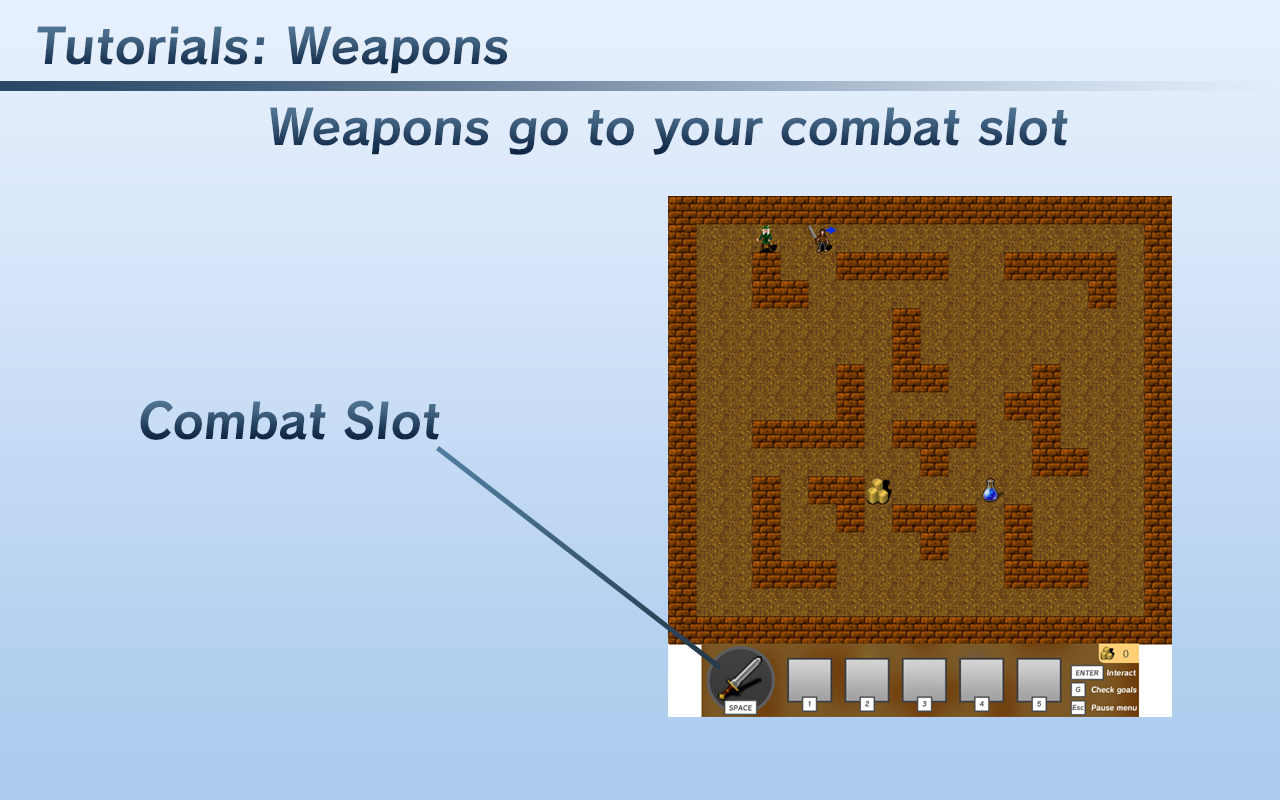 Tutorials: Weapons
Weapons go to your combat slot
Combat Slot
0
ENTER Interact
G Check goals
Esc Pause menu
SPACE
1
2
3
4
5